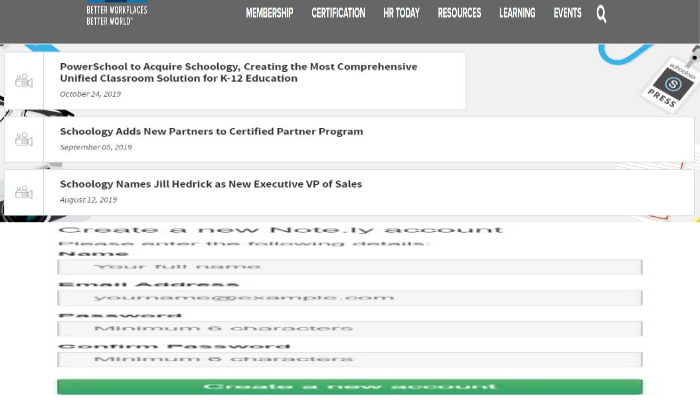 BETTER WORKPLACES
BETTER WORLD®
MEMBERSHIP CERTIFICATION HR TODAY RESOURCES LEARNING EVENTS
PowerSchool to Acquire Schoology, Creating the Most Comprehensive
Unified Classroom Solution for K-12 Education
October 24, 2019
schoology
S
PRESS
Schoology Adds New Partners to Certified Partner Program
September 05, 2019
Schoology Names Jill Hedrick as New Executive VP of Sales
August 12, 2019
Create a new Note.ly account
Please enter the following details:
Name
Your full name
Email Address
yourname@example.com
Password
Minimum 6 characters
Confirm Password
Minimum 6 characters
Create a new account